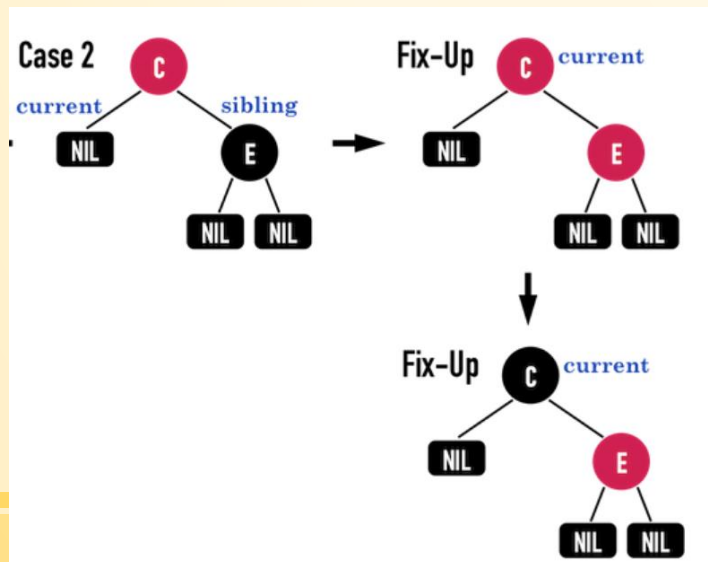 Case 2
C
current
sibling
NIL
E
NIL
NIL
Fix-Up
C
current
NIL
E
NIL
NIL
Fix-Up
C
current
NIL
E
NIL
NIL